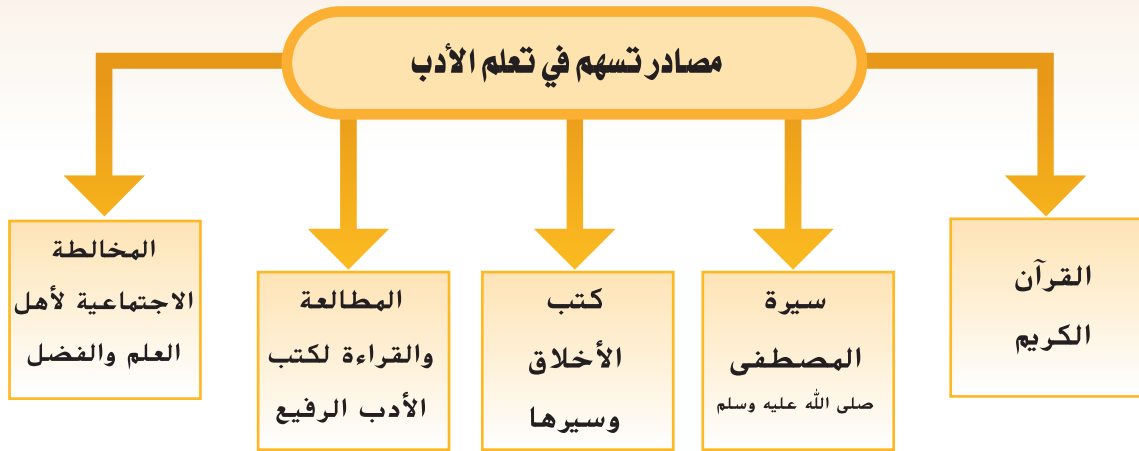 مصادر تسهم في تعلم الأدب
القرآن
الكريم
سيرة
المصطفى
صلى الله عليه وسلم
كتب
الأخلاق
وسيرها
المطالعة
والقراءة لكتب
الأدب الرفيع
المخالطة
الاجتماعية لأهل
العلم والفضل